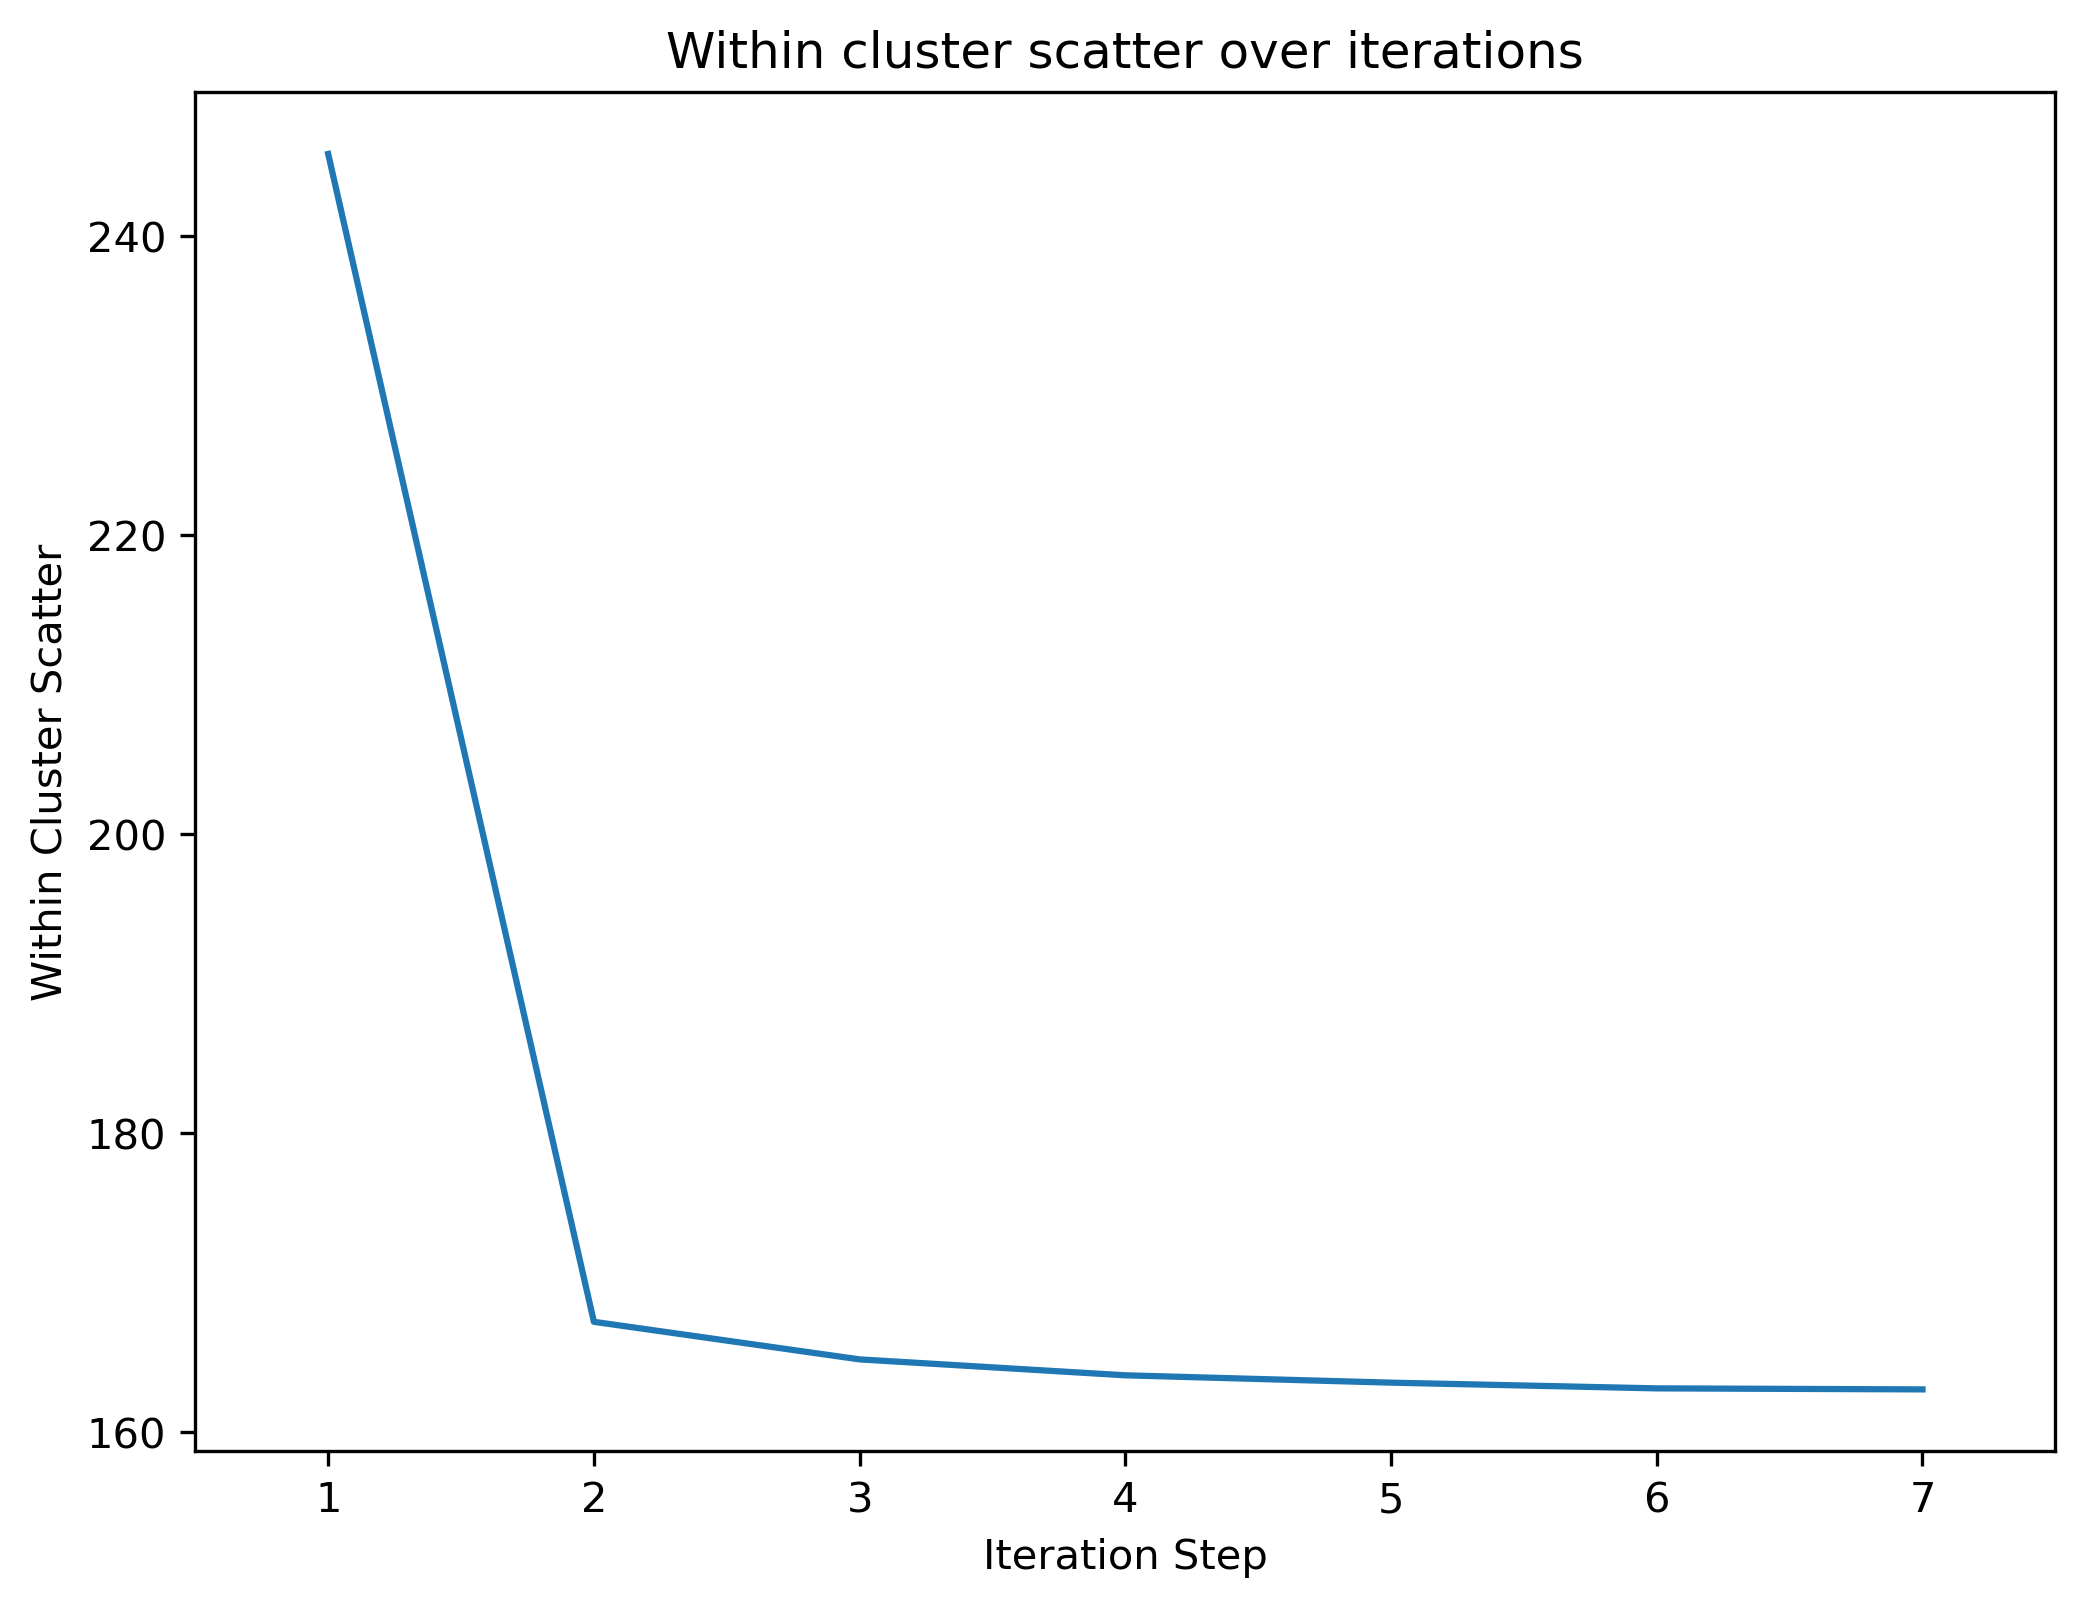 Within cluster scatter over iterations
Within Cluster Scatter
240
220
200
180
160
1 2 3 4 5 6 7
Iteration Step